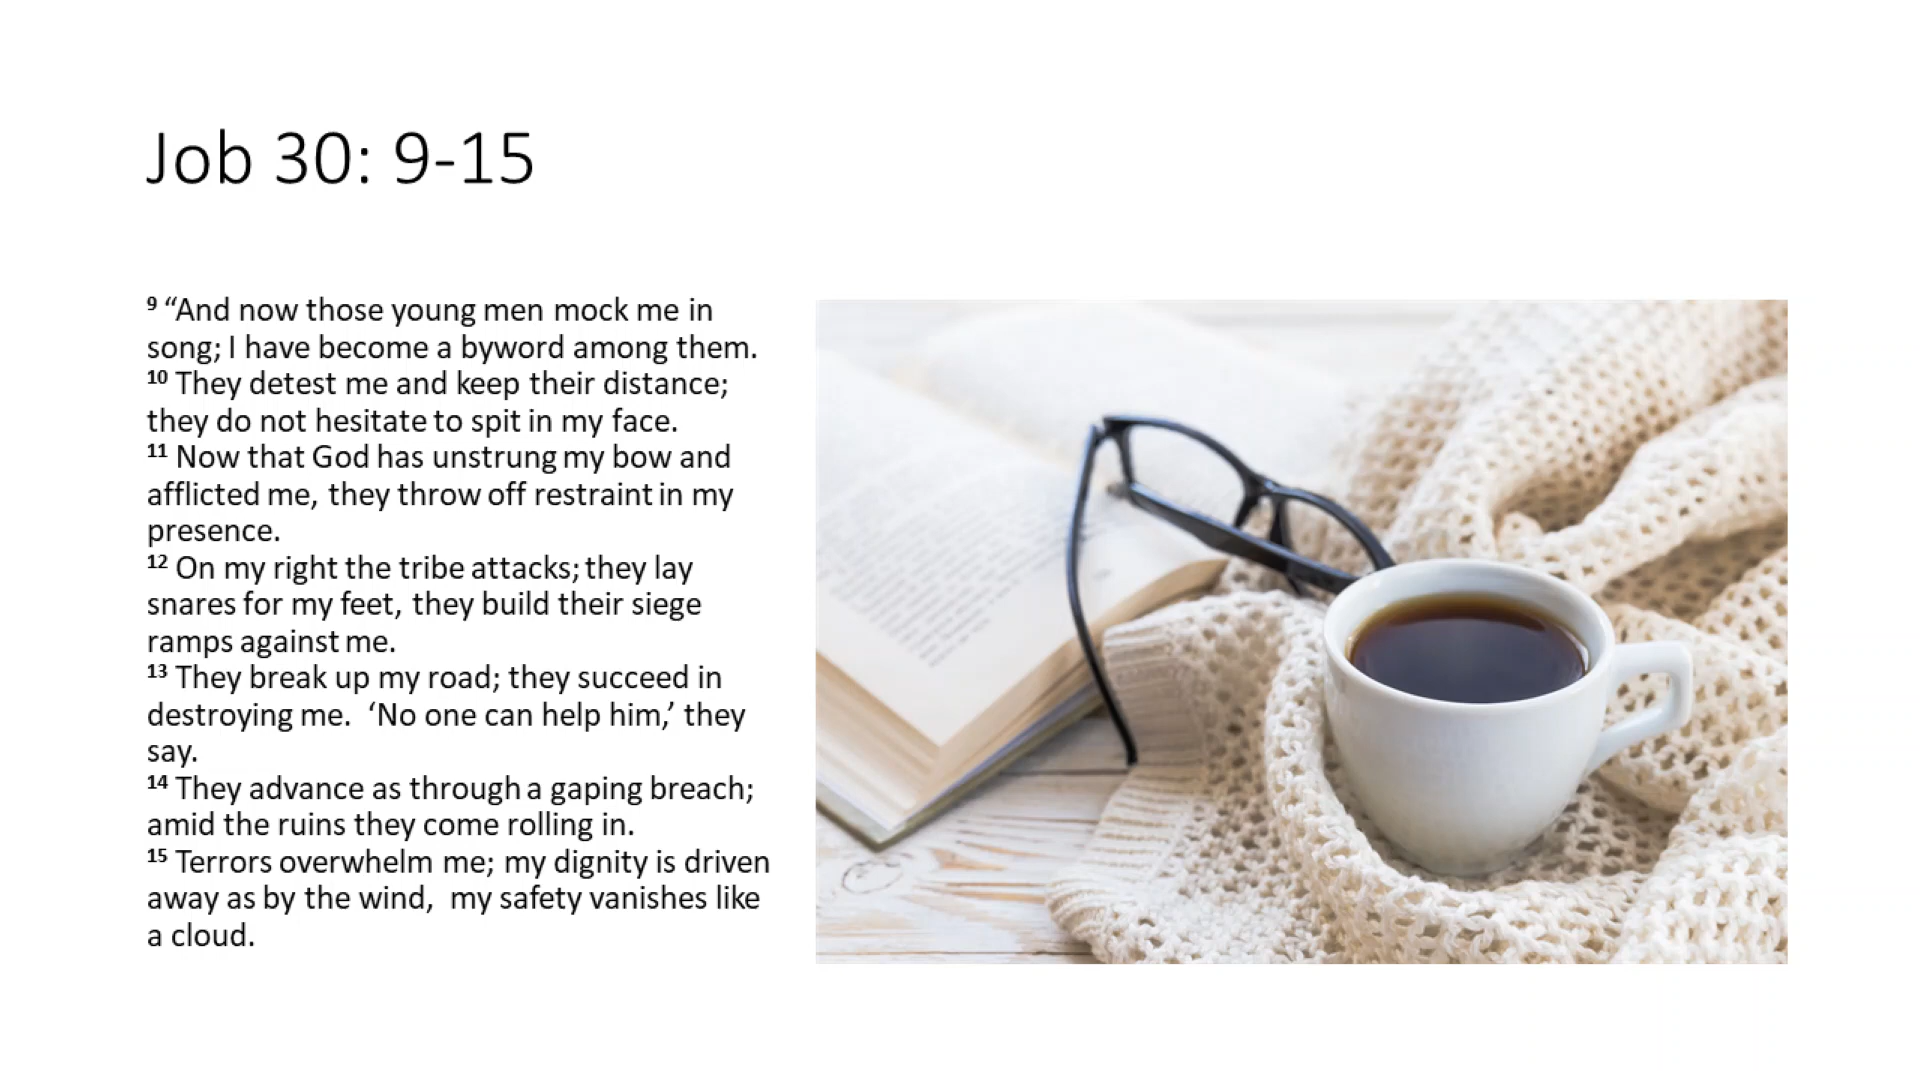 Job 30: 9-15
9 “And now those young men mock me in
song; I have become a byword among them.
10 They detest me and keep their distance;
they do not hesitate to spit in my face.
11 Now that God has unstrung my bow and
afflicted me, they throw off restraint in my
presence.
12 On my right the tribe attacks; they lay
snares for my feet, they build their siege
ramps against me.
13 They break up my road; they succeed in
destroying me.  ‘No one can help him,’ they
say.
14 They advance as through a gaping breach;
amid the ruins they come rolling in.
15 Terrors overwhelm me; my dignity is driven
away as by the wind,  my safety vanishes like
a cloud.